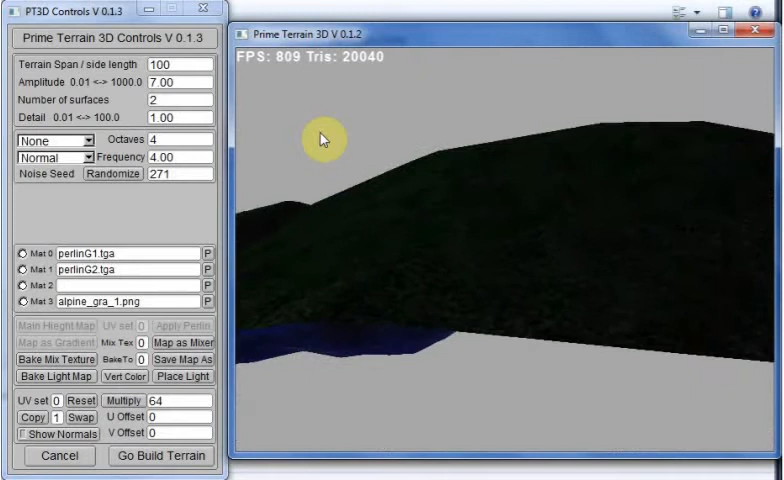 PT3D Controls V 0.1.3
Prime Terrain 3D Controls V 0.1.3
Terrain Span / side length 100
Amplitude 0.01 <-> 1000.0 7.00
Number of surfaces 2
Detail 0.01 <-> 100.0 1.00
None Octaves 4
Normal Frequency 4.00
Noise Seed Randomize 271
Mat 0 perlinG1.tga P
Mat 1 perlinG2.tga P
Mat 2 P
Mat 3 alpine_gra_1.png P
Main Hieght Map UV set 0 Apply Perlin
Map as Gradient Mix Tex 0 Map as Mixer
Bake Mix Texture BakeTo 0 Save Map As
Bake Light Map Vert Color Place Light
UV set 0 Reset Multiply 64
Copy 1 Swap U Offset 0
Show Normals V Offset 0
Cancel Go Build Terrain
Prime Terrain 3D V 0.1.2
FPS: 809 Tris: 20040